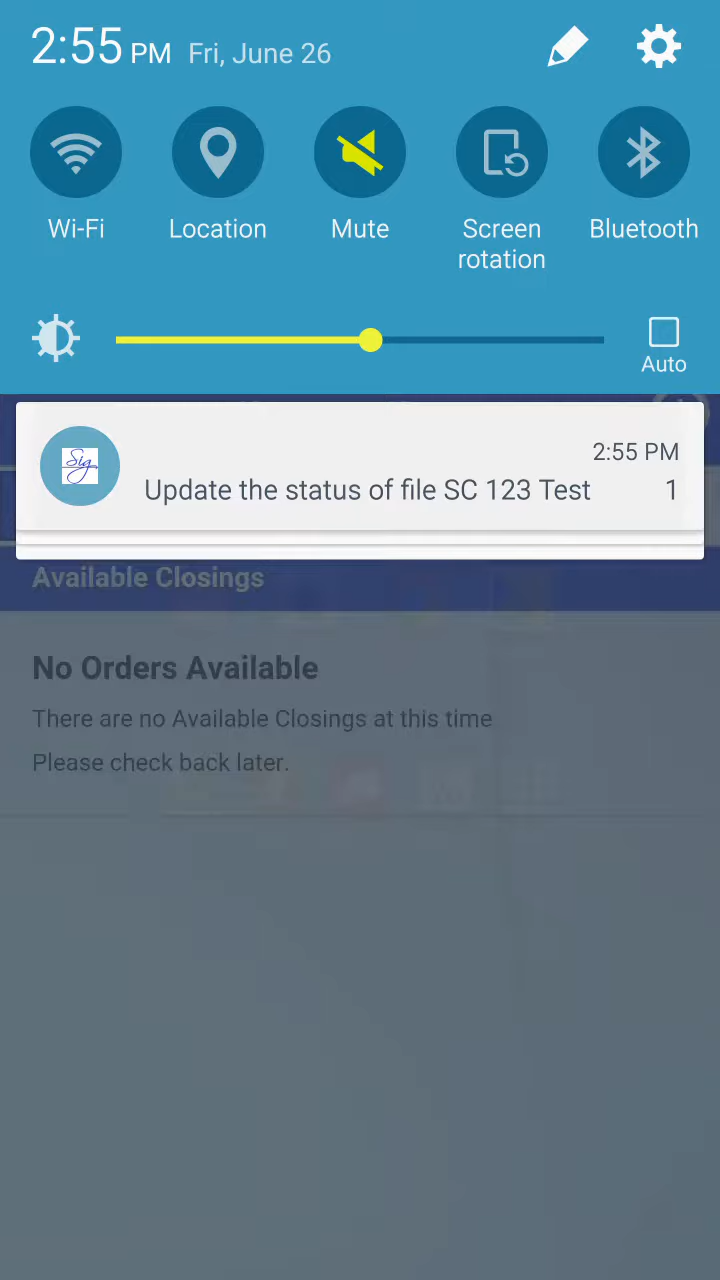 2:55 PM Fri, June 26
Wi-Fi Location Mute Screen rotation Bluetooth
Auto
Sig
2:55 PM
Update the status of file SC 123 Test 1
Available Closings
No Orders Available
There are no Available Closings at this time
Please check back later.